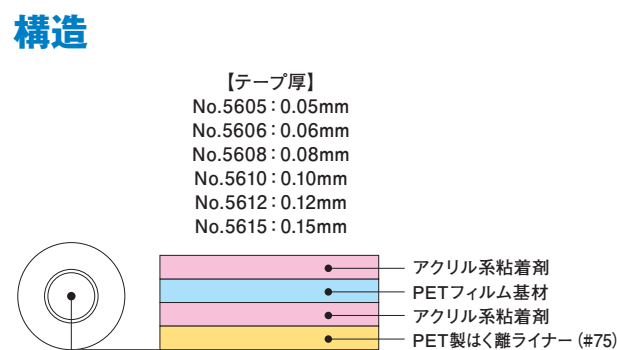 構造
【テープ厚】
No.5605：0.05mm
No.5606：0.06mm
No.5608：0.08mm
No.5610：0.10mm
No.5612：0.12mm
No.5615：0.15mm
アクリル系粘着剤
PETフィルム基材
アクリル系粘着剤
PET製はく離ライナー（#75）